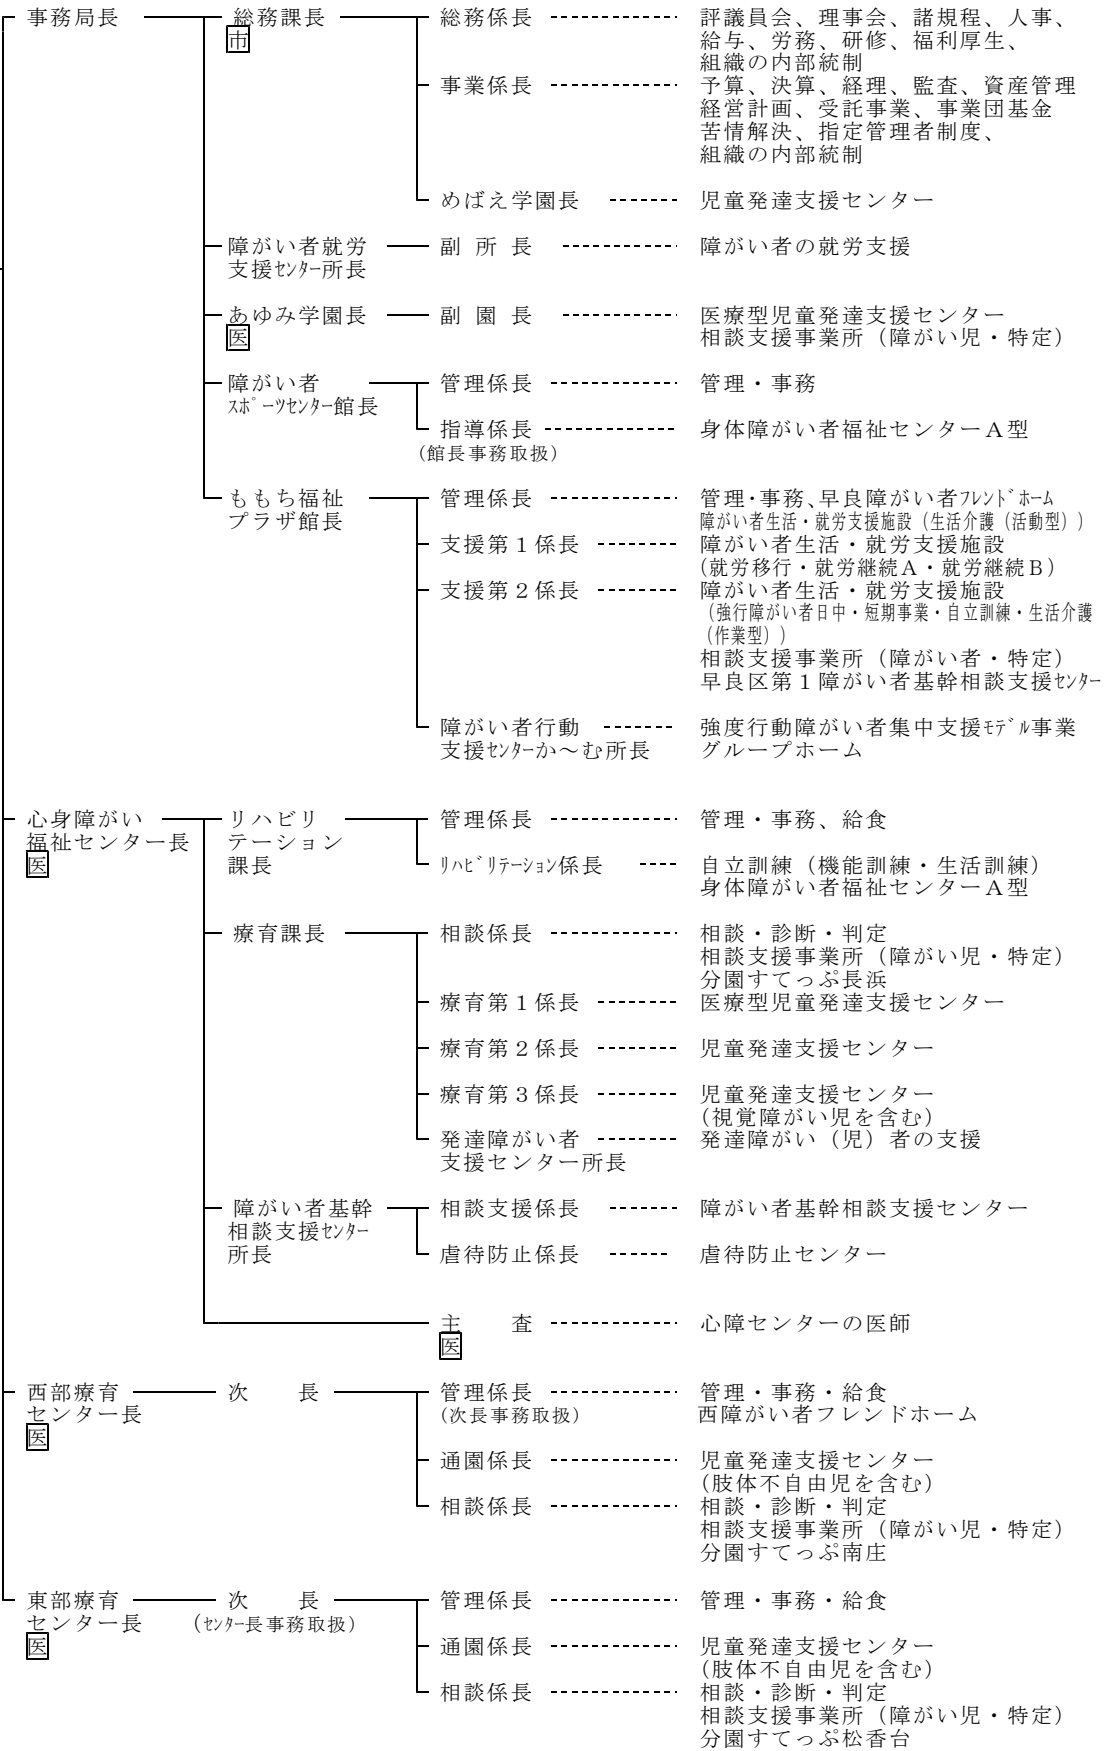 事務局長 総務課長 総務係長 評議員会、理事会、諸規程、人事、
市 給与、労務、研修、福利厚生、
組織の内部統制
事業係長 予算、決算、経理、監査、資産管理
経営計画、受託事業、事業団基金
苦情解決、指定管理者制度、
組織の内部統制
めばえ学園長 児童発達支援センター
障がい者就労 副所長 障がい者の就労支援
支援ｾﾝﾀｰ所長
あゆみ学園長 副園長 医療型児童発達支援センター
医 相談支援事業所（障がい児・特定）
障がい者 管理係長 管理・事務
ｽﾎﾟｰﾂｾﾝﾀｰ館長
指導係長 身体障がい者福祉センターＡ型
(館長事務取扱)
ももち福祉 管理係長 管理･事務、早良障がい者ﾌﾚﾝﾄﾞﾎｰﾑ
プラザ館長 障がい者生活・就労支援施設（生活介護（活動型））
支援第１係長 障がい者生活・就労支援施設
(就労移行・就労継続Ａ・就労継続Ｂ)
支援第２係長 障がい者生活・就労支援施設
（強行障がい者日中・短期事業・自立訓練・生活介護
（作業型））
相談支援事業所（障がい者・特定）
早良区第１障がい者基幹相談支援ｾﾝﾀｰ
障がい者行動 強度行動障がい者集中支援ﾓﾃﾞﾙ事業
支援ｾﾝﾀｰか～む所長 グループホーム
心身障がい リハビリ 管理係長 管理・事務、給食
福祉センター長 テーション
医 課長 ﾘﾊﾋﾞﾘﾃｰｼｮﾝ係長 自立訓練（機能訓練・生活訓練）
身体障がい者福祉センターＡ型
療育課長 相談係長 相談・診断・判定
相談支援事業所（障がい児・特定）
分園すてっぷ長浜
療育第１係長 医療型児童発達支援センター
療育第２係長 児童発達支援センター
療育第３係長 児童発達支援センター
(視覚障がい児を含む)
発達障がい者 発達障がい（児）者の支援
支援センター所長
障がい者基幹 相談支援係長 障がい者基幹相談支援センター
相談支援ｾﾝﾀｰ
所長 虐待防止係長 虐待防止センター
主　査 心障センターの医師
医
西部療育 次　長 管理係長 管理・事務・給食
センター長 (次長事務取扱) 西障がい者フレンドホーム
医
通園係長 児童発達支援センター
(肢体不自由児を含む)
相談係長 相談・診断・判定
相談支援事業所（障がい児・特定）
分園すてっぷ南庄
東部療育 次　長 管理係長 管理・事務・給食
センター長 (ｾﾝﾀｰ長事務取扱)
医 通園係長 児童発達支援センター
(肢体不自由児を含む)
相談係長 相談・診断・判定
相談支援事業所（障がい児・特定）
分園すてっぷ松香台